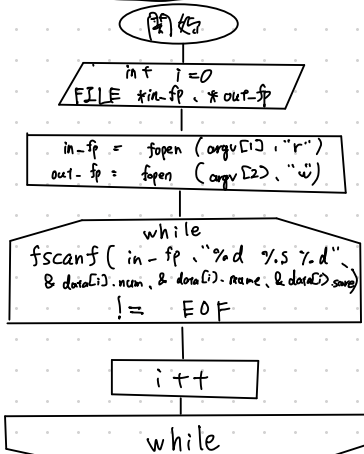 開始
int i=0
FILE *in_fp、*out_fp
in_fp = fopen (argv[1]、"r")
out_fp = fopen (argv[2]、"w")
while
fscanf( in_fp、"%d %s %d"、
& data[i].num、& data[i].name、& data[i].
!= EOF
i++
while